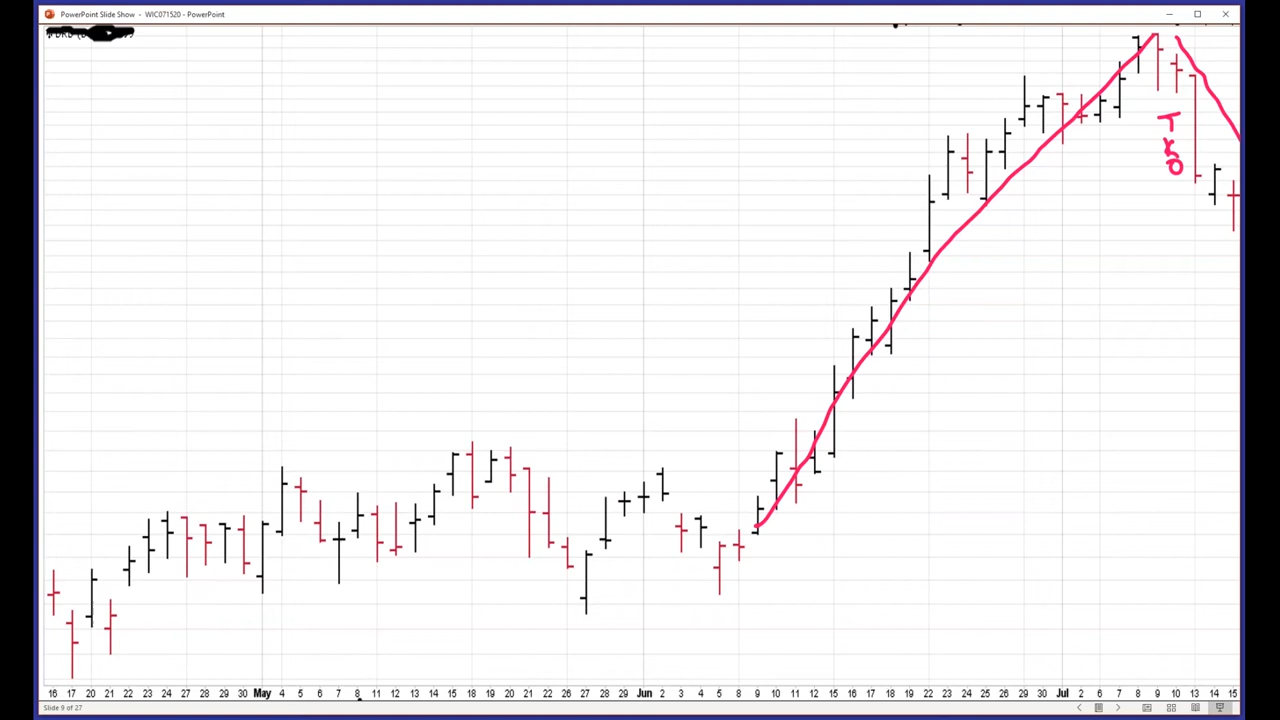 PowerPoint Slide Show - WIC071520 - PowerPoint
T
16 17 20 21 22 23 24 27 28 29 30 May 4 5 6 7 8 11 12 13 14 15 18 19 20 21 22 26 27 28 29 Jun 2 3 4 5 8 9 10 11 12 15 16 17 18 19 22 23 24 25 26 29 30 Jul 2 6 7 8 9 10 13 14 15
Slide 9 of 27